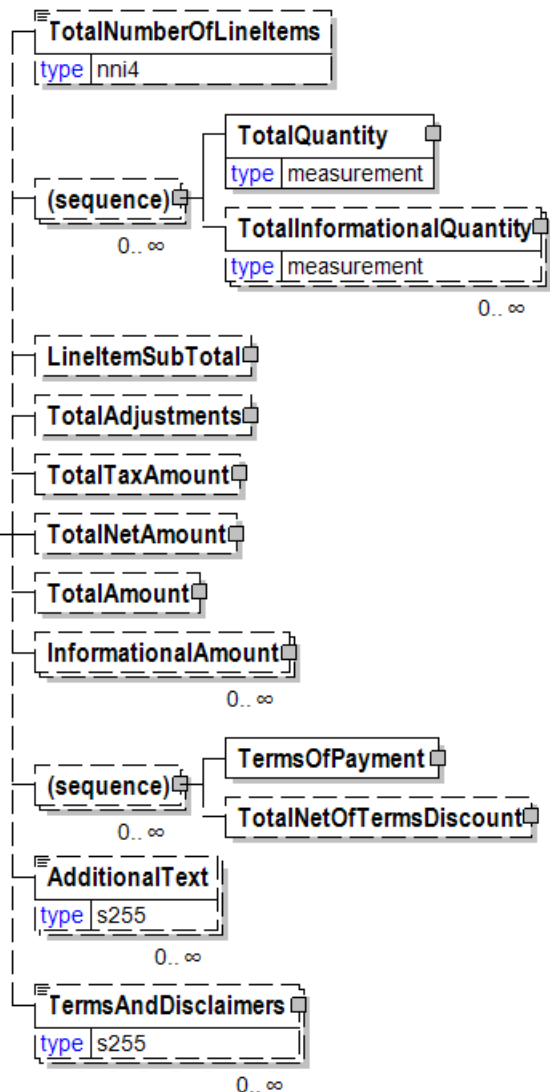 TotalNumberOfLineItems
type nni4
TotalQuantity
type measurement
(sequence)
0.. ∞
TotalInformationalQuantity
type measurement
0.. ∞
LineItemSubTotal
TotalAdjustments
TotalTaxAmount
TotalNetAmount
TotalAmount
InformationalAmount
0.. ∞
TermsOfPayment
(sequence)
0.. ∞
TotalNetOfTermsDiscount
AdditionalText
type s255
0.. ∞
TermsAndDisclaimers
type s255
0.. ∞